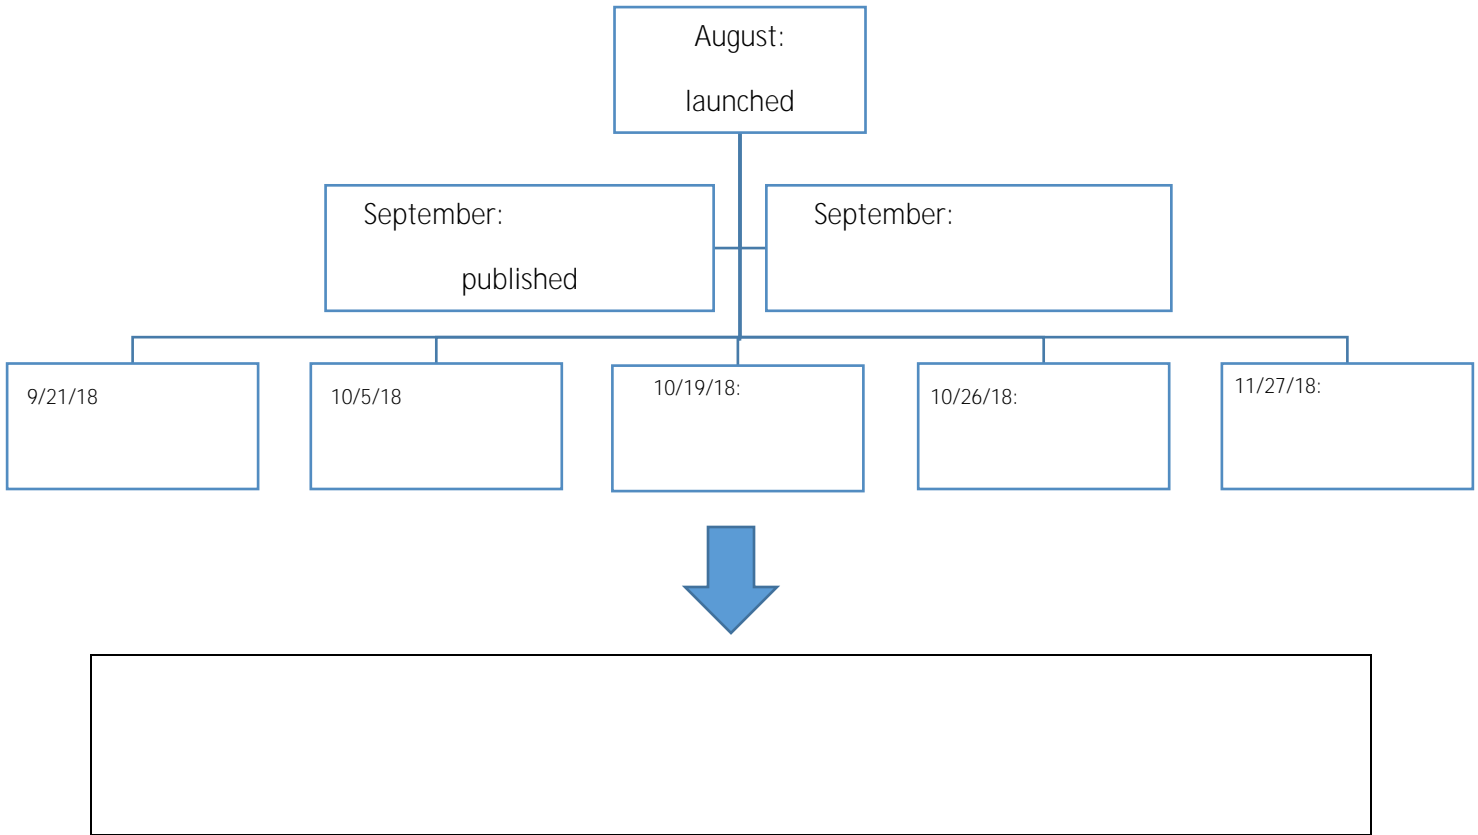 August:
launched
September:
published
September:
9/21/18
10/5/18
10/19/18:
10/26/18:
11/27/18: